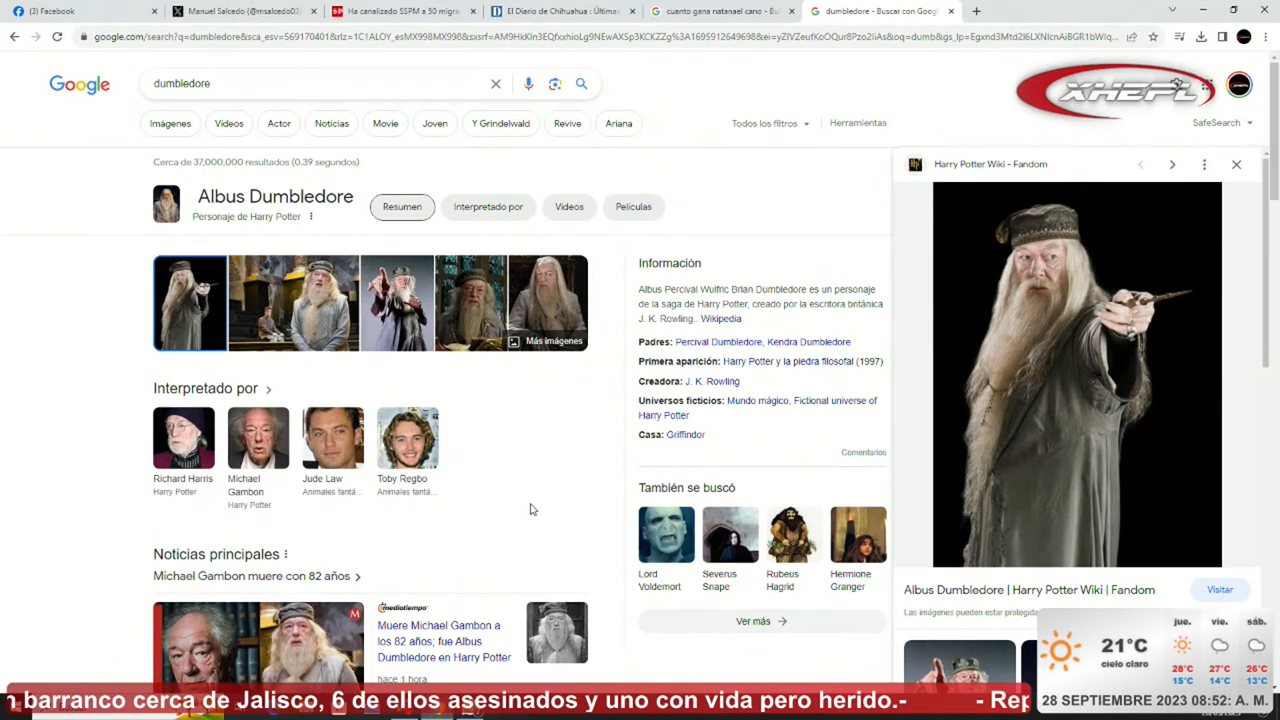 (3) Facebook
Manuel Salcedo (@msalcedo03)
Ha canalizado SSPM a 50 migra
El Diario de Chihuahua : Últimas
cuanto gana natanael cano - Bu
dumbledore - Buscar con Google
dumbledore
Google
XHEPL
Imágenes
Videos
Actor
Noticias
Movie
Joven
Y Grindelwald
Revive
Ariana
Todos los filtros
Herramientas
SafeSearch
Cerca de 37,000,000 resultados (0.39 segundos)
Albus Dumbledore
Personaje de Harry Potter
Resumen
Interpretado por
Videos
Películas
Más imágenes
Interpretado por
Richard Harris
Harry Potter
Michael
Gambon
Harry Potter
Jude Law
Animales fantá...
Toby Regbo
Animales fantá...
Noticias principales
Michael Gambon muere con 82 años
mediotiempo
Muere Michael Gambon a
los 82 años; fue Albus
Dumbledore en Harry Potter
hace 1 hora
Información
Albus Percival Wulfric Brian Dumbledore es un personaje
de la saga de Harry Potter, creado por la escritora británica
J. K. Rowling.. Wikipedia
Padres: Percival Dumbledore, Kendra Dumbledore
Primera aparición: Harry Potter y la piedra filosofal (1997)
Creadora: J. K. Rowling
Universos ficticios: Mundo mágico, Fictional universe of
Harry Potter
Casa: Griffindor
Comentarios
También se buscó
Lord
Voldemort
Severus
Snape
Rubeus
Hagrid
Hermione
Granger
Ver más
Harry Potter Wiki - Fandom
Albus Dumbledore | Harry Potter Wiki | Fandom
Visitar
Las imágenes pueden estar protegida
21°C
cielo claro
jue.
28°C
15°C
vie.
27°C
14°C
sáb.
26°C
13°C
n barranco cerca de Jalisco, 6 de ellos asesinados y uno con vida pero herido.- - Rep
28 SEPTIEMBRE 2023 08:52: A. M.